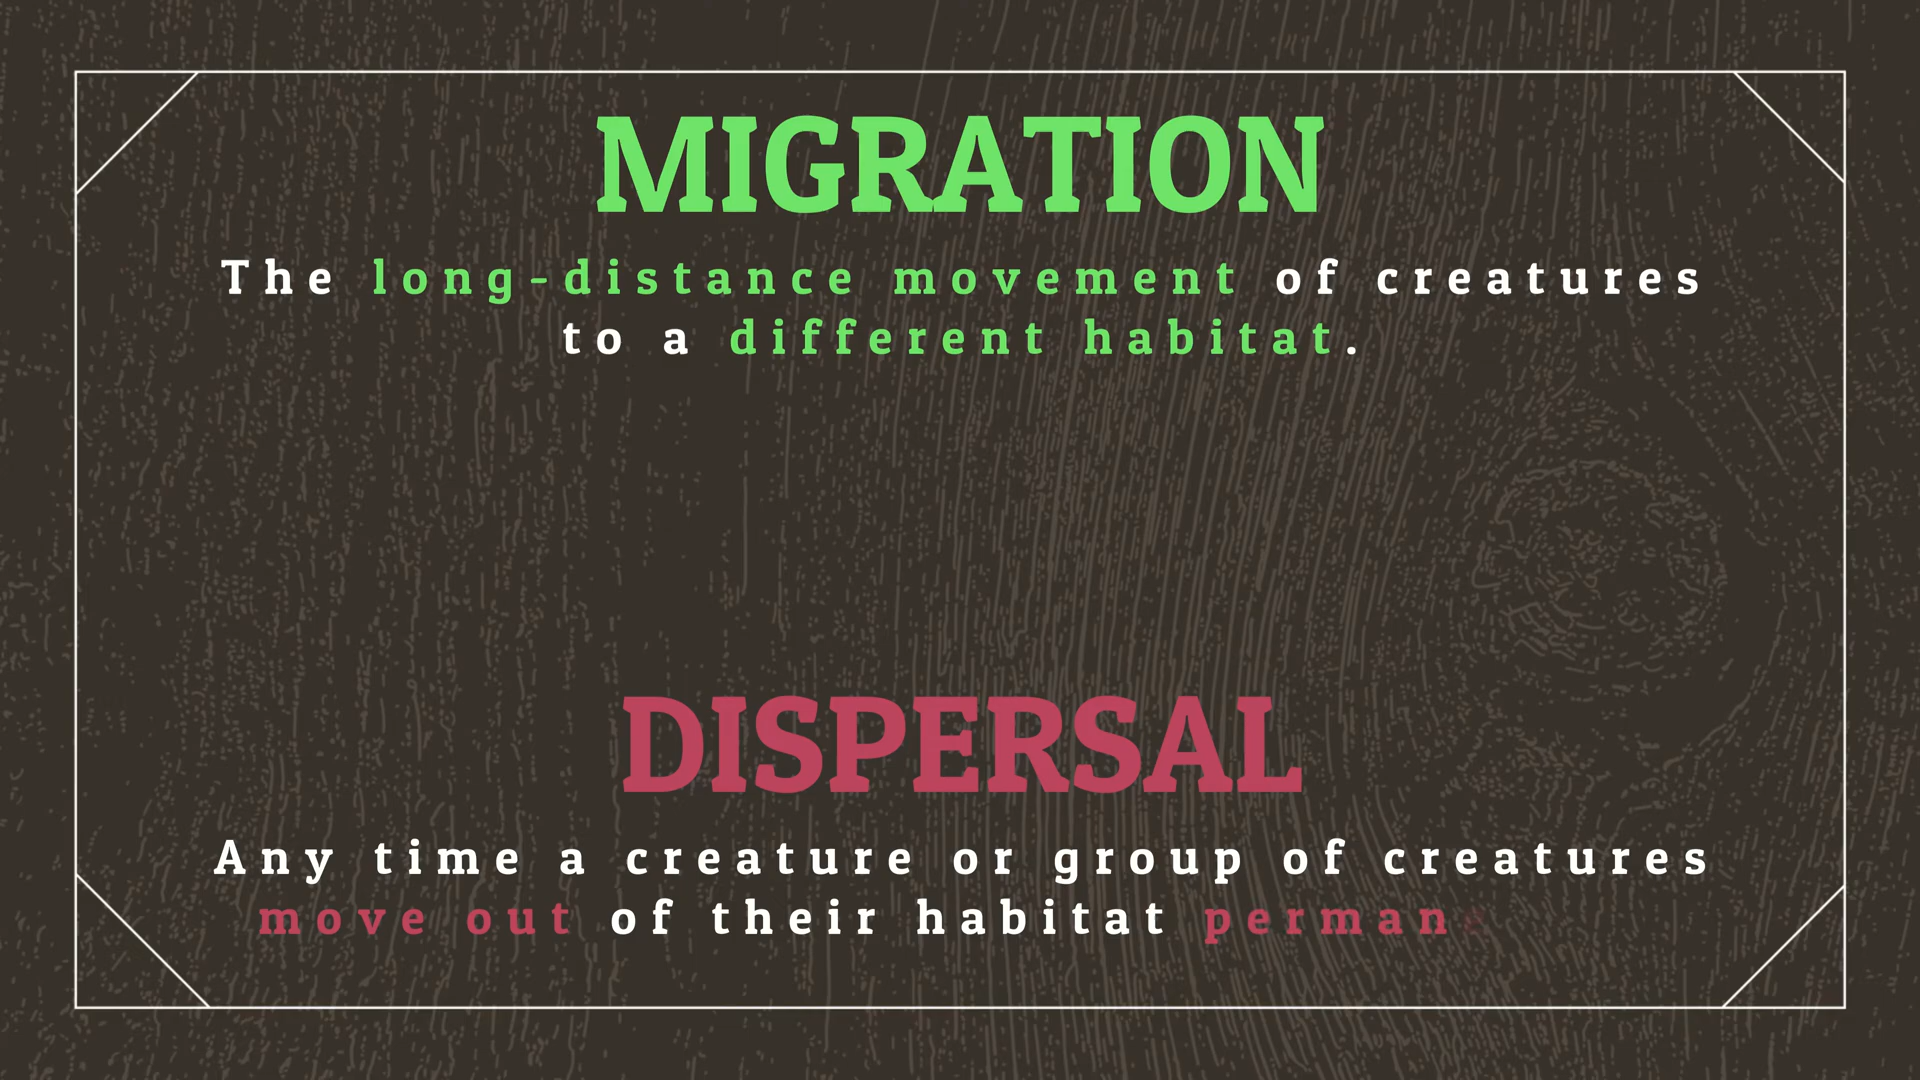 MIGRATION
The long-distance movement of creatures
to a different habitat.
DISPERSAL
Any time a creature or group of creatures
move out of their habitat perman